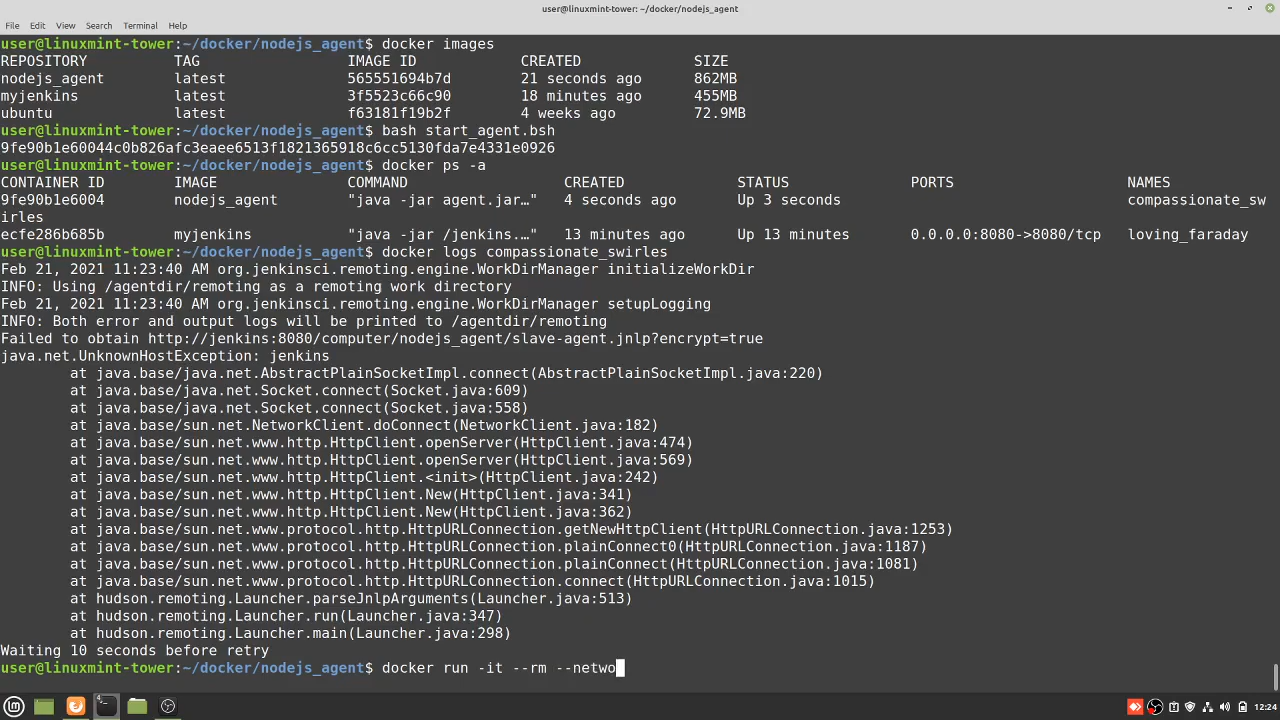 user@linuxmint-tower: ~/docker/nodejs_agent
File Edit View Search Terminal Help
user@linuxmint-tower:~/docker/nodejs_agent$ docker images
REPOSITORY TAG IMAGE ID CREATED SIZE
nodejs_agent latest 565551694b7d 21 seconds ago 862MB
myjenkins latest 3f5523c66c90 18 minutes ago 455MB
ubuntu latest f63181f19b2f 4 weeks ago 72.9MB
user@linuxmint-tower:~/docker/nodejs_agent$ bash start_agent.bsh
9fe90b1e60044c0b826afc3eaee6513f1821365918c6cc5130fda7e4331e0926
user@linuxmint-tower:~/docker/nodejs_agent$ docker ps -a
CONTAINER ID IMAGE COMMAND CREATED STATUS PORTS NAMES
9fe90b1e6004 nodejs_agent "java -jar agent.jar…" 4 seconds ago Up 3 seconds compassionate_sw
irles
ecfe286b685b myjenkins "java -jar /jenkins.…" 13 minutes ago Up 13 minutes 0.0.0.0:8080->8080/tcp loving_faraday
user@linuxmint-tower:~/docker/nodejs_agent$ docker logs compassionate_swirles
Feb 21, 2021 11:23:40 AM org.jenkinsci.remoting.engine.WorkDirManager initializeWorkDir
INFO: Using /agentdir/remoting as a remoting work directory
Feb 21, 2021 11:23:40 AM org.jenkinsci.remoting.engine.WorkDirManager setupLogging
INFO: Both error and output logs will be printed to /agentdir/remoting
Failed to obtain http://jenkins:8080/computer/nodejs_agent/slave-agent.jnlp?encrypt=true
java.net.UnknownHostException: jenkins
at java.base/java.net.AbstractPlainSocketImpl.connect(AbstractPlainSocketImpl.java:220)
at java.base/java.net.Socket.connect(Socket.java:609)
at java.base/java.net.Socket.connect(Socket.java:558)
at java.base/sun.net.NetworkClient.doConnect(NetworkClient.java:182)
at java.base/sun.net.www.http.HttpClient.openServer(HttpClient.java:474)
at java.base/sun.net.www.http.HttpClient.openServer(HttpClient.java:569)
at java.base/sun.net.www.http.HttpClient.<init>(HttpClient.java:242)
at java.base/sun.net.www.http.HttpClient.New(HttpClient.java:341)
at java.base/sun.net.www.http.HttpClient.New(HttpClient.java:362)
at java.base/sun.net.www.protocol.http.HttpURLConnection.getNewHttpClient(HttpURLConnection.java:1253)
at java.base/sun.net.www.protocol.http.HttpURLConnection.plainConnect0(HttpURLConnection.java:1187)
at java.base/sun.net.www.protocol.http.HttpURLConnection.plainConnect(HttpURLConnection.java:1081)
at java.base/sun.net.www.protocol.http.HttpURLConnection.connect(HttpURLConnection.java:1015)
at hudson.remoting.Launcher.parseJnlpArguments(Launcher.java:513)
at hudson.remoting.Launcher.run(Launcher.java:347)
at hudson.remoting.Launcher.main(Launcher.java:298)
Waiting 10 seconds before retry
user@linuxmint-tower:~/docker/nodejs_agent$ docker run -it --rm --netwo
4
12:24